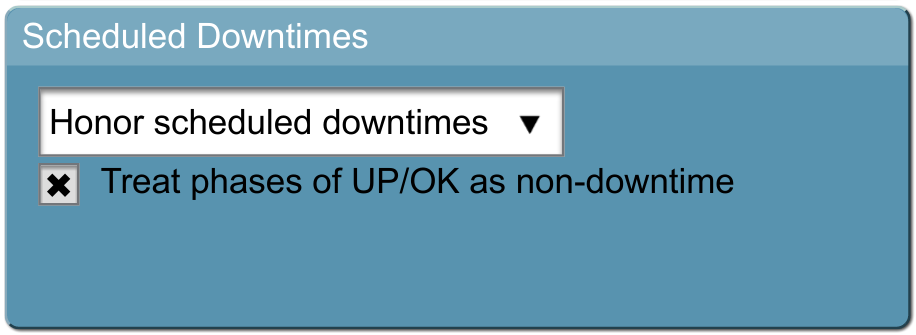 Scheduled Downtimes
Honor scheduled downtimes
Treat phases of UP/OK as non-downtime